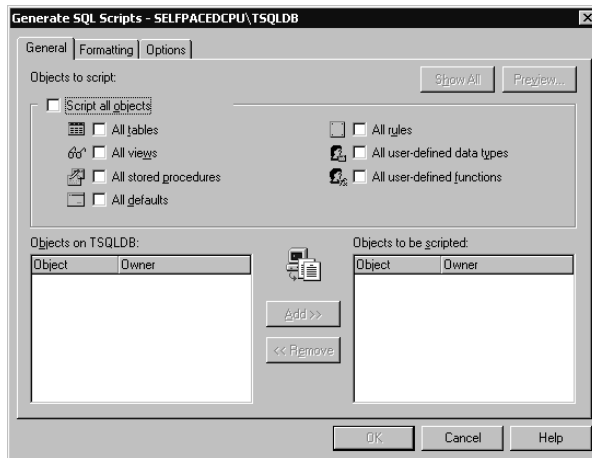 Generate SQL Scripts - SELFPACEDCPU\TSQLDB
General Formatting Options
Objects to script:
Show All Preview...
Script all objects
All tables All rules
All views All user-defined data types
All stored procedures All user-defined functions
All defaults
Objects on TSQLDB: Objects to be scripted:
Object Owner Object Owner
Add >>
<< Remove
OK Cancel Help